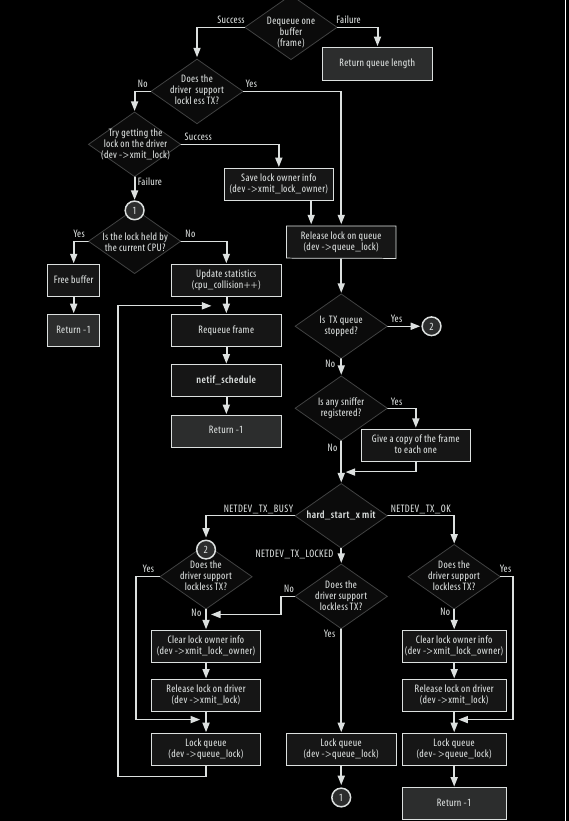 Success
Dequeue one
buffer
(frame)
Failure
Return queue length
No
Does the
driver support
lockl ess TX?
Yes
Try getting the
lock on the driver
(dev ->xmit_lock)
Success
Failure
Save lock owner info
(dev ->xmit_lock_owner)
1
Yes
Is the lock held by
the current CPU?
No
Release lock on queue
(dev ->queue_lock)
Free buffer
Update statistics
(cpu_collision++)
Return -1
Requeue frame
Is TX queue
stopped?
Yes
2
No
netif_schedule
Is any sniffer
registered?
Yes
Return -1
Give a copy of the frame
to each one
No
NETDEV_TX_BUSY
hard_start_x mit
NETDEV_TX_OK
NETDEV_TX_LOCKED
2
Yes
Does the
driver support
lockless TX?
No
No
Does the
driver support
lockless TX?
Yes
Does the
driver support
lockless TX?
Yes
No
Clear lock owner info
(dev ->xmit_lock_owner)
Clear lock owner info
(dev ->xmit_lock_owner)
Release lock on driver
(dev ->xmit_lock)
Release lock on driver
(dev ->xmit_lock)
Lock queue
(dev ->queue_lock)
Lock queue
(dev ->queue_lock)
Lock queue
(dev ->queue_lock)
1
Return -1